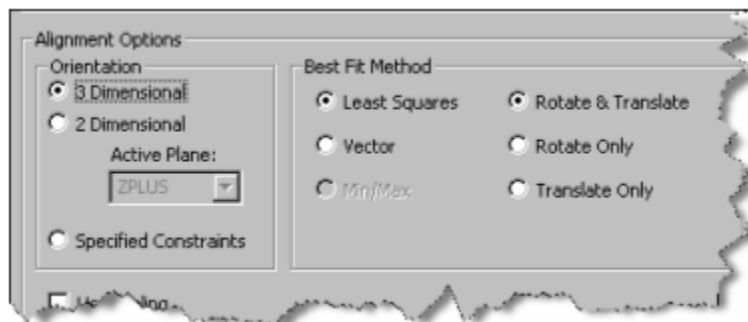 Alignment Options
Orientation
3 Dimensional
2 Dimensional
Active Plane:
ZPLUS
Specified Constraints
Best Fit Method
Least Squares
Rotate & Translate
Vector
Rotate Only
Min/Max
Translate Only